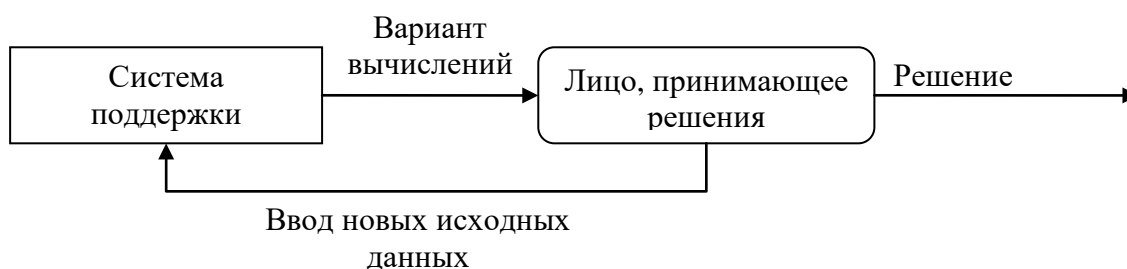 Система
поддержки
Вариант
вычислений
Лицо, принимающее
решения
Решение
Ввод новых исходных
данных